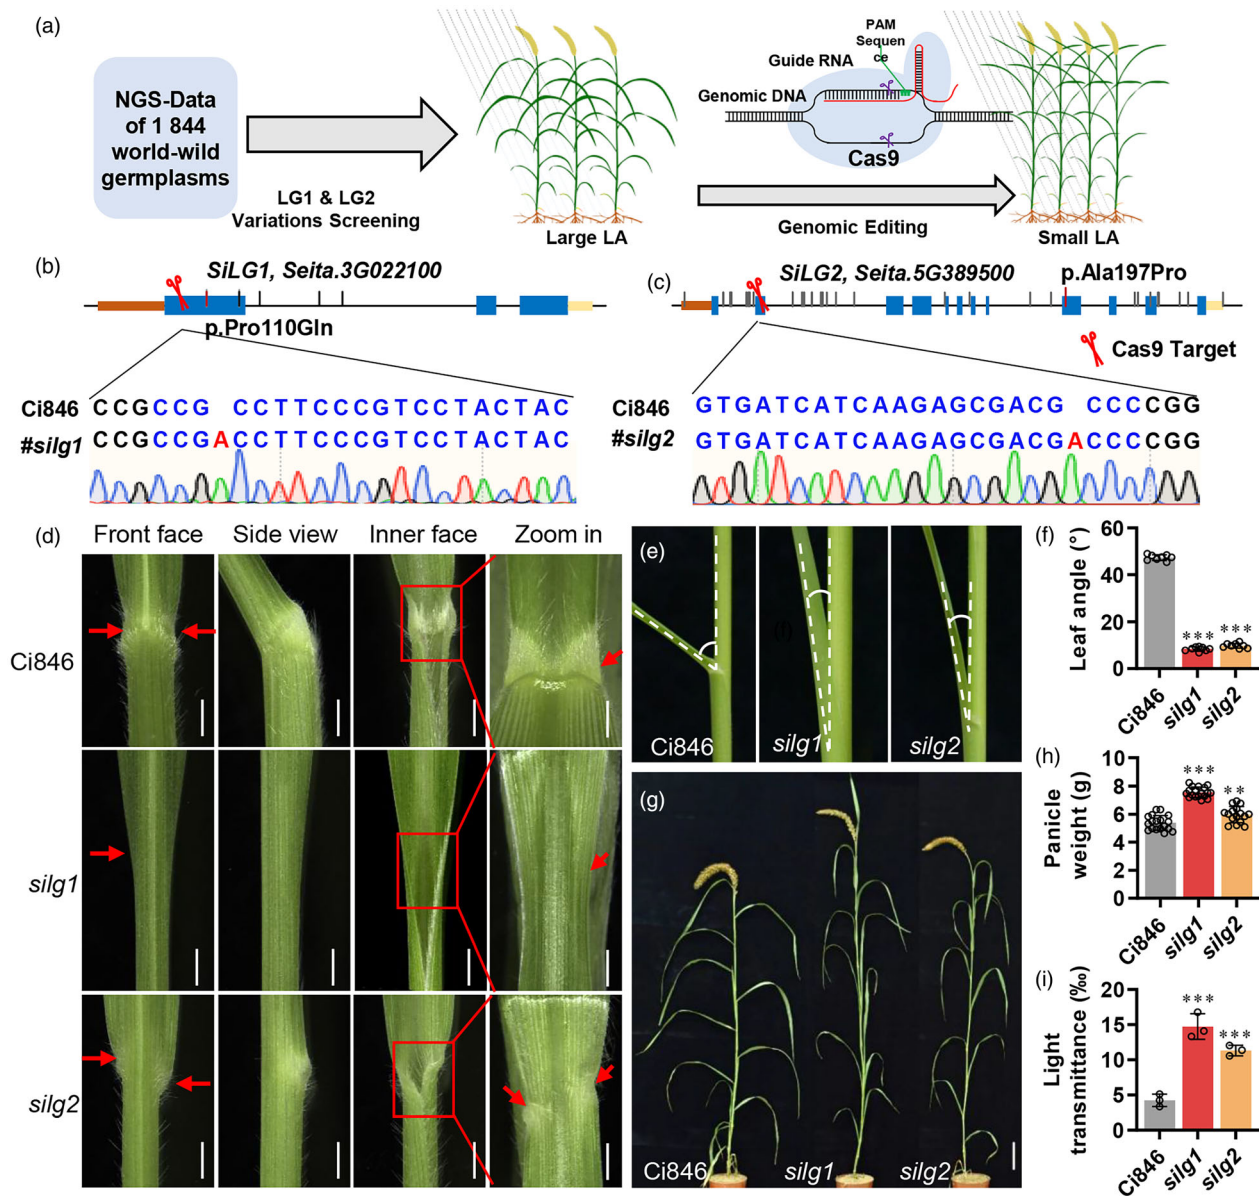 (a)
NGS-Data
of 1 844
world-wild
germplasms
LG1 & LG2
Variations Screening
Large LA
PAM
Sequen
ce
Guide RNA
Genomic DNA
Cas9
Genomic Editing
Small LA
(b)
SiLG1, Seita.3G022100
p.Pro110Gln
Ci846 CCGCCG CCTTCCCGTCCTACTAC
#silg1 CCGCCGACCTTCCCGTCCTACTAC
(c)
SiLG2, Seita.5G389500
p.Ala197Pro
Cas9 Target
Ci846 GTGATCATCAAGAGCGACG CCCCGG
#silg2 GTGATCATCAAGAGCGACGACCCCGG
(d)
Front face Side view Inner face Zoom in
Ci846
silg1
silg2
(e)
(f)
Ci846 silg1 silg2
(f)
Leaf angle (°)
60
40
20
0
***
***
Ci846 silg1 silg2
(g)
Ci846 silg1 silg2
(h)
Panicle
weight (g)
10
8
6
4
2
0
***
**
Ci846 silg1 silg2
(i)
Light
transmittance (‰)
20
15
10
5
0
***
***
Ci846 silg1 silg2